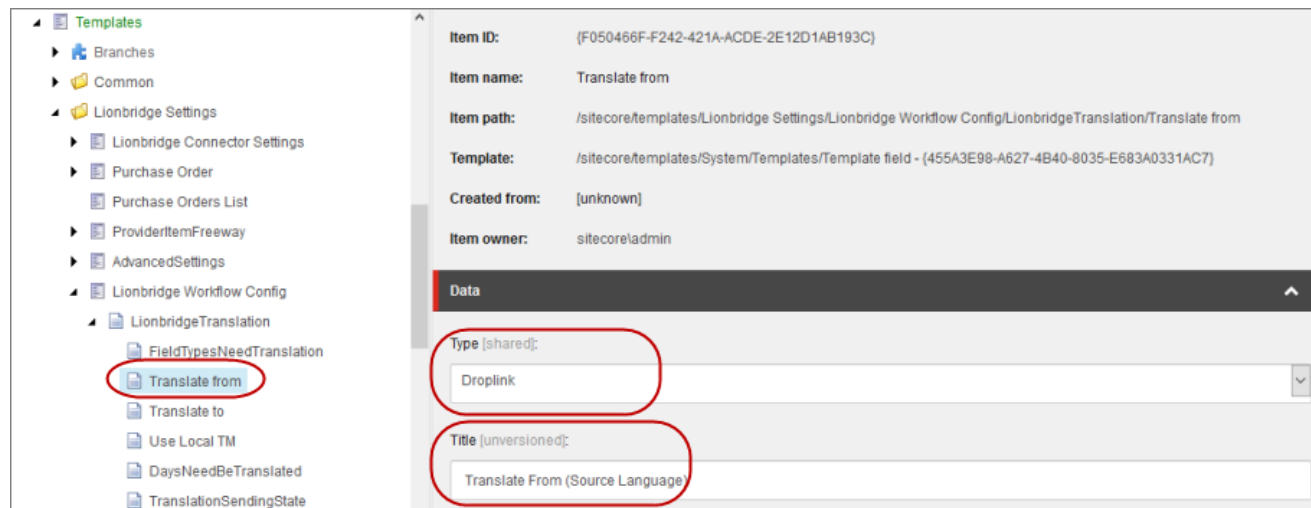 Templates
Branches
Common
Lionbridge Settings
Lionbridge Connector Settings
Purchase Order
Purchase Orders List
ProviderItemFreeway
AdvancedSettings
Lionbridge Workflow Config
LionbridgeTranslation
FieldTypesNeedTranslation
Translate from
Translate to
Use Local TM
DaysNeedBeTranslated
TranslationSendingState
Item ID: {F050466F-F242-421A-ACDE-2E12D1AB193C}
Item name: Translate from
Item path: /sitecore/templates/Lionbridge Settings/Lionbridge Workflow Config/LionbridgeTranslation/Translate from
Template: /sitecore/templates/System/Templates/Template field - {455A3E98-A627-4B40-8035-E683A0331AC7}
Created from: [unknown]
Item owner: sitecore\admin
Data
Type [shared]:
Droplink
Title [unversioned]:
Translate From (Source Language)